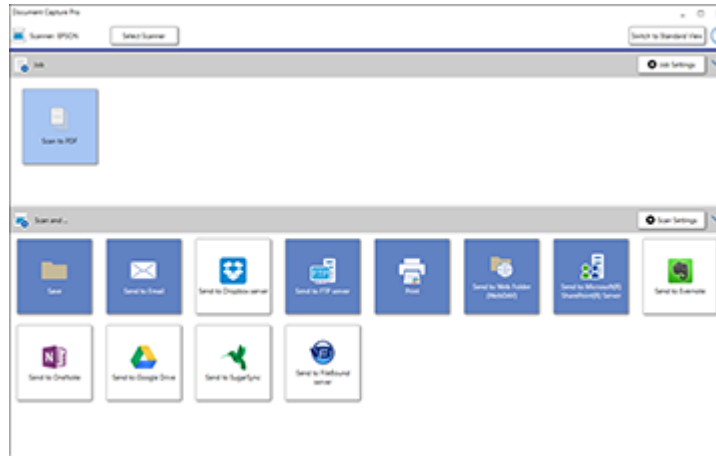 Document Capture Pro
Scanner: EPSON
Select Scanner
Switch to Standard View
Job
Job Settings
Scan to PDF
Scan and...
Scan Settings
Save
Send to Email
Send to Dropbox server
FTP
Send to FTP server
Print
Send to Web Folder
(WebDAV)
Send to Microsoft(R)
SharePoint(R) Server
Send to Evernote
N
Send to OneNote
Send to Google Drive
Send to SugarSync
Send to FileBound
server